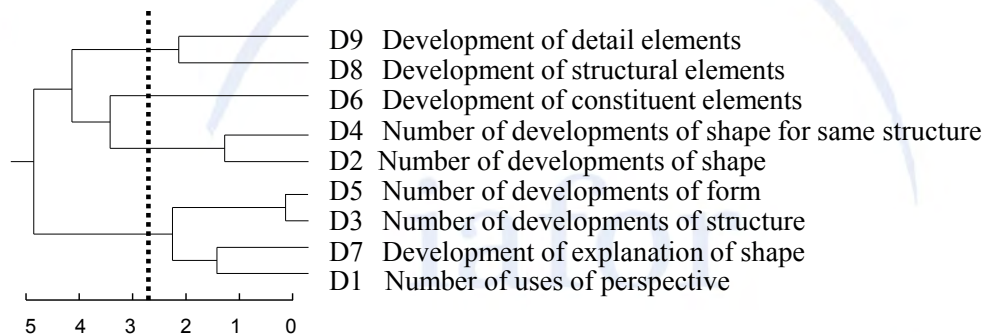 D9 Development of detail elements
D8 Development of structural elements
D6 Development of constituent elements
D4 Number of developments of shape for same structure
D2 Number of developments of shape
D5 Number of developments of form
D3 Number of developments of structure
D7 Development of explanation of shape
D1 Number of uses of perspective
5 4 3 2 1 0
iafor